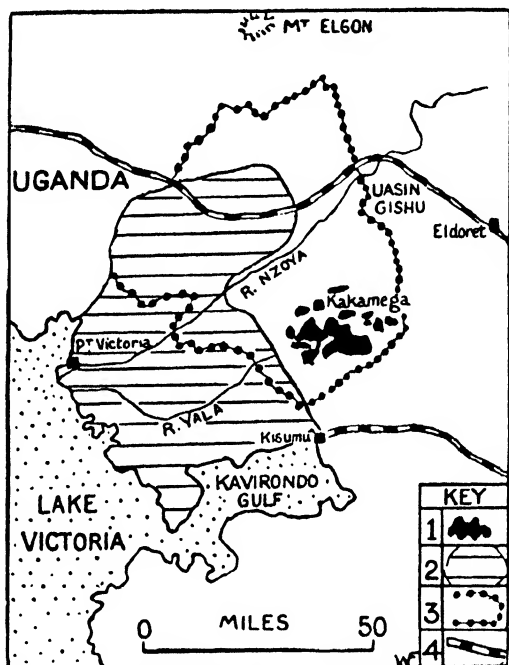 MT ELGON
UGANDA
UASIN
GISHU
Eldoret
R. NZOYA
Kakamega
PT Victoria
R. YALA
Kisumu
KAVIRONDO
GULF
LAKE
VICTORIA
KEY
1
2
3
4
MILES
0 50